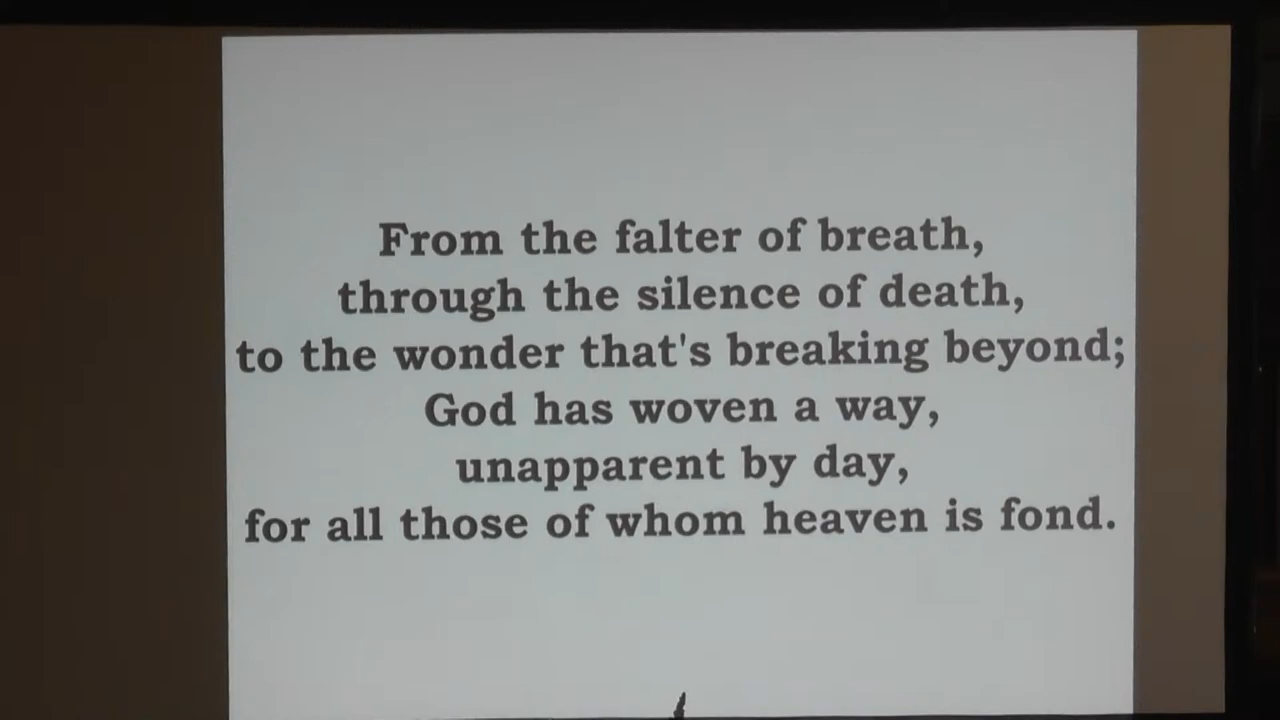 From the falter of breath,
through the silence of death,
to the wonder that's breaking beyond;
God has woven a way,
unapparent by day,
for all those of whom heaven is fond.